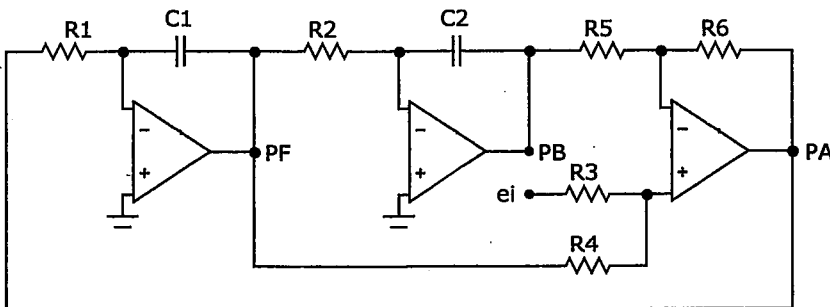 R1 C1 R2 C2 R5 R6
− − −
+ PF + PB + PA
ei R3
R4